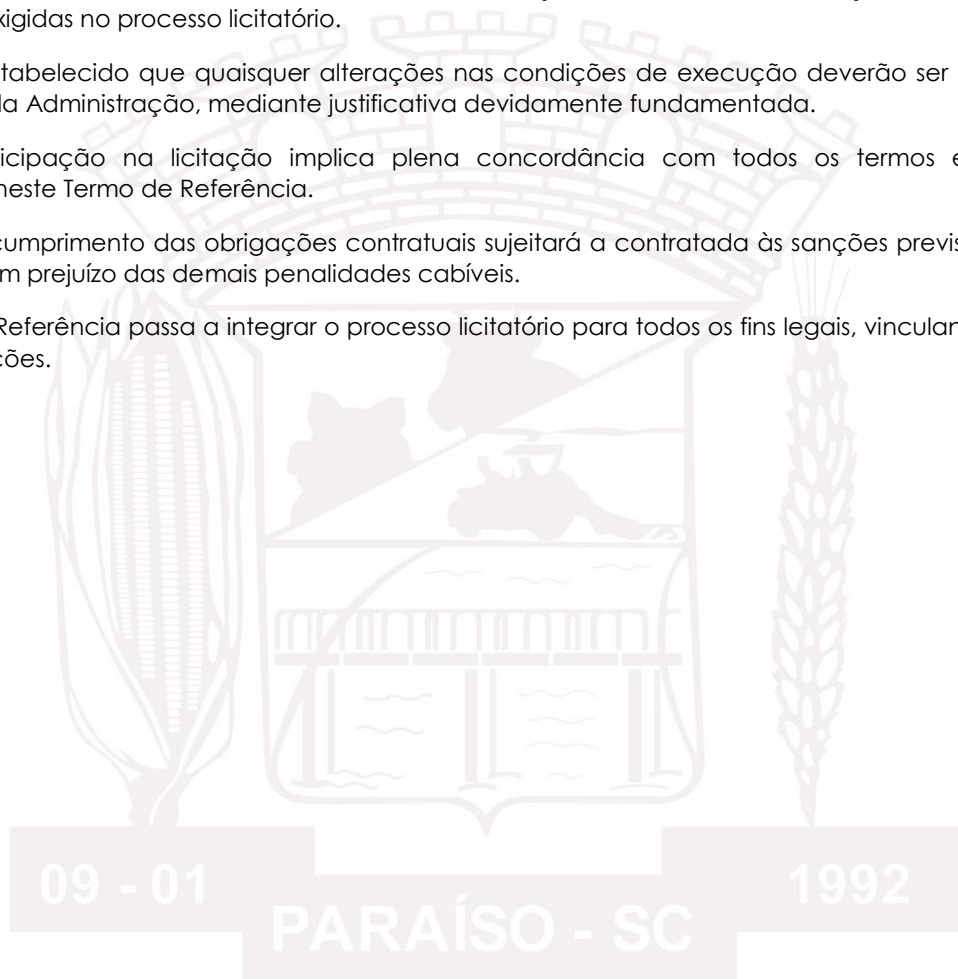 xigidas no processo licitatório.
tabelecido que quaisquer alterações nas condições de execução deverão ser
da Administração, mediante justificativa devidamente fundamentada.
icipação na licitação implica plena concordância com todos os termos e
neste Termo de Referência.
cumprimento das obrigações contratuais sujeitará a contratada às sanções previs
m prejuízo das demais penalidades cabíveis.
Referência passa a integrar o processo licitatório para todos os fins legais, vinculan
ções.
09 - 01
1992
PARAÍSO - SC